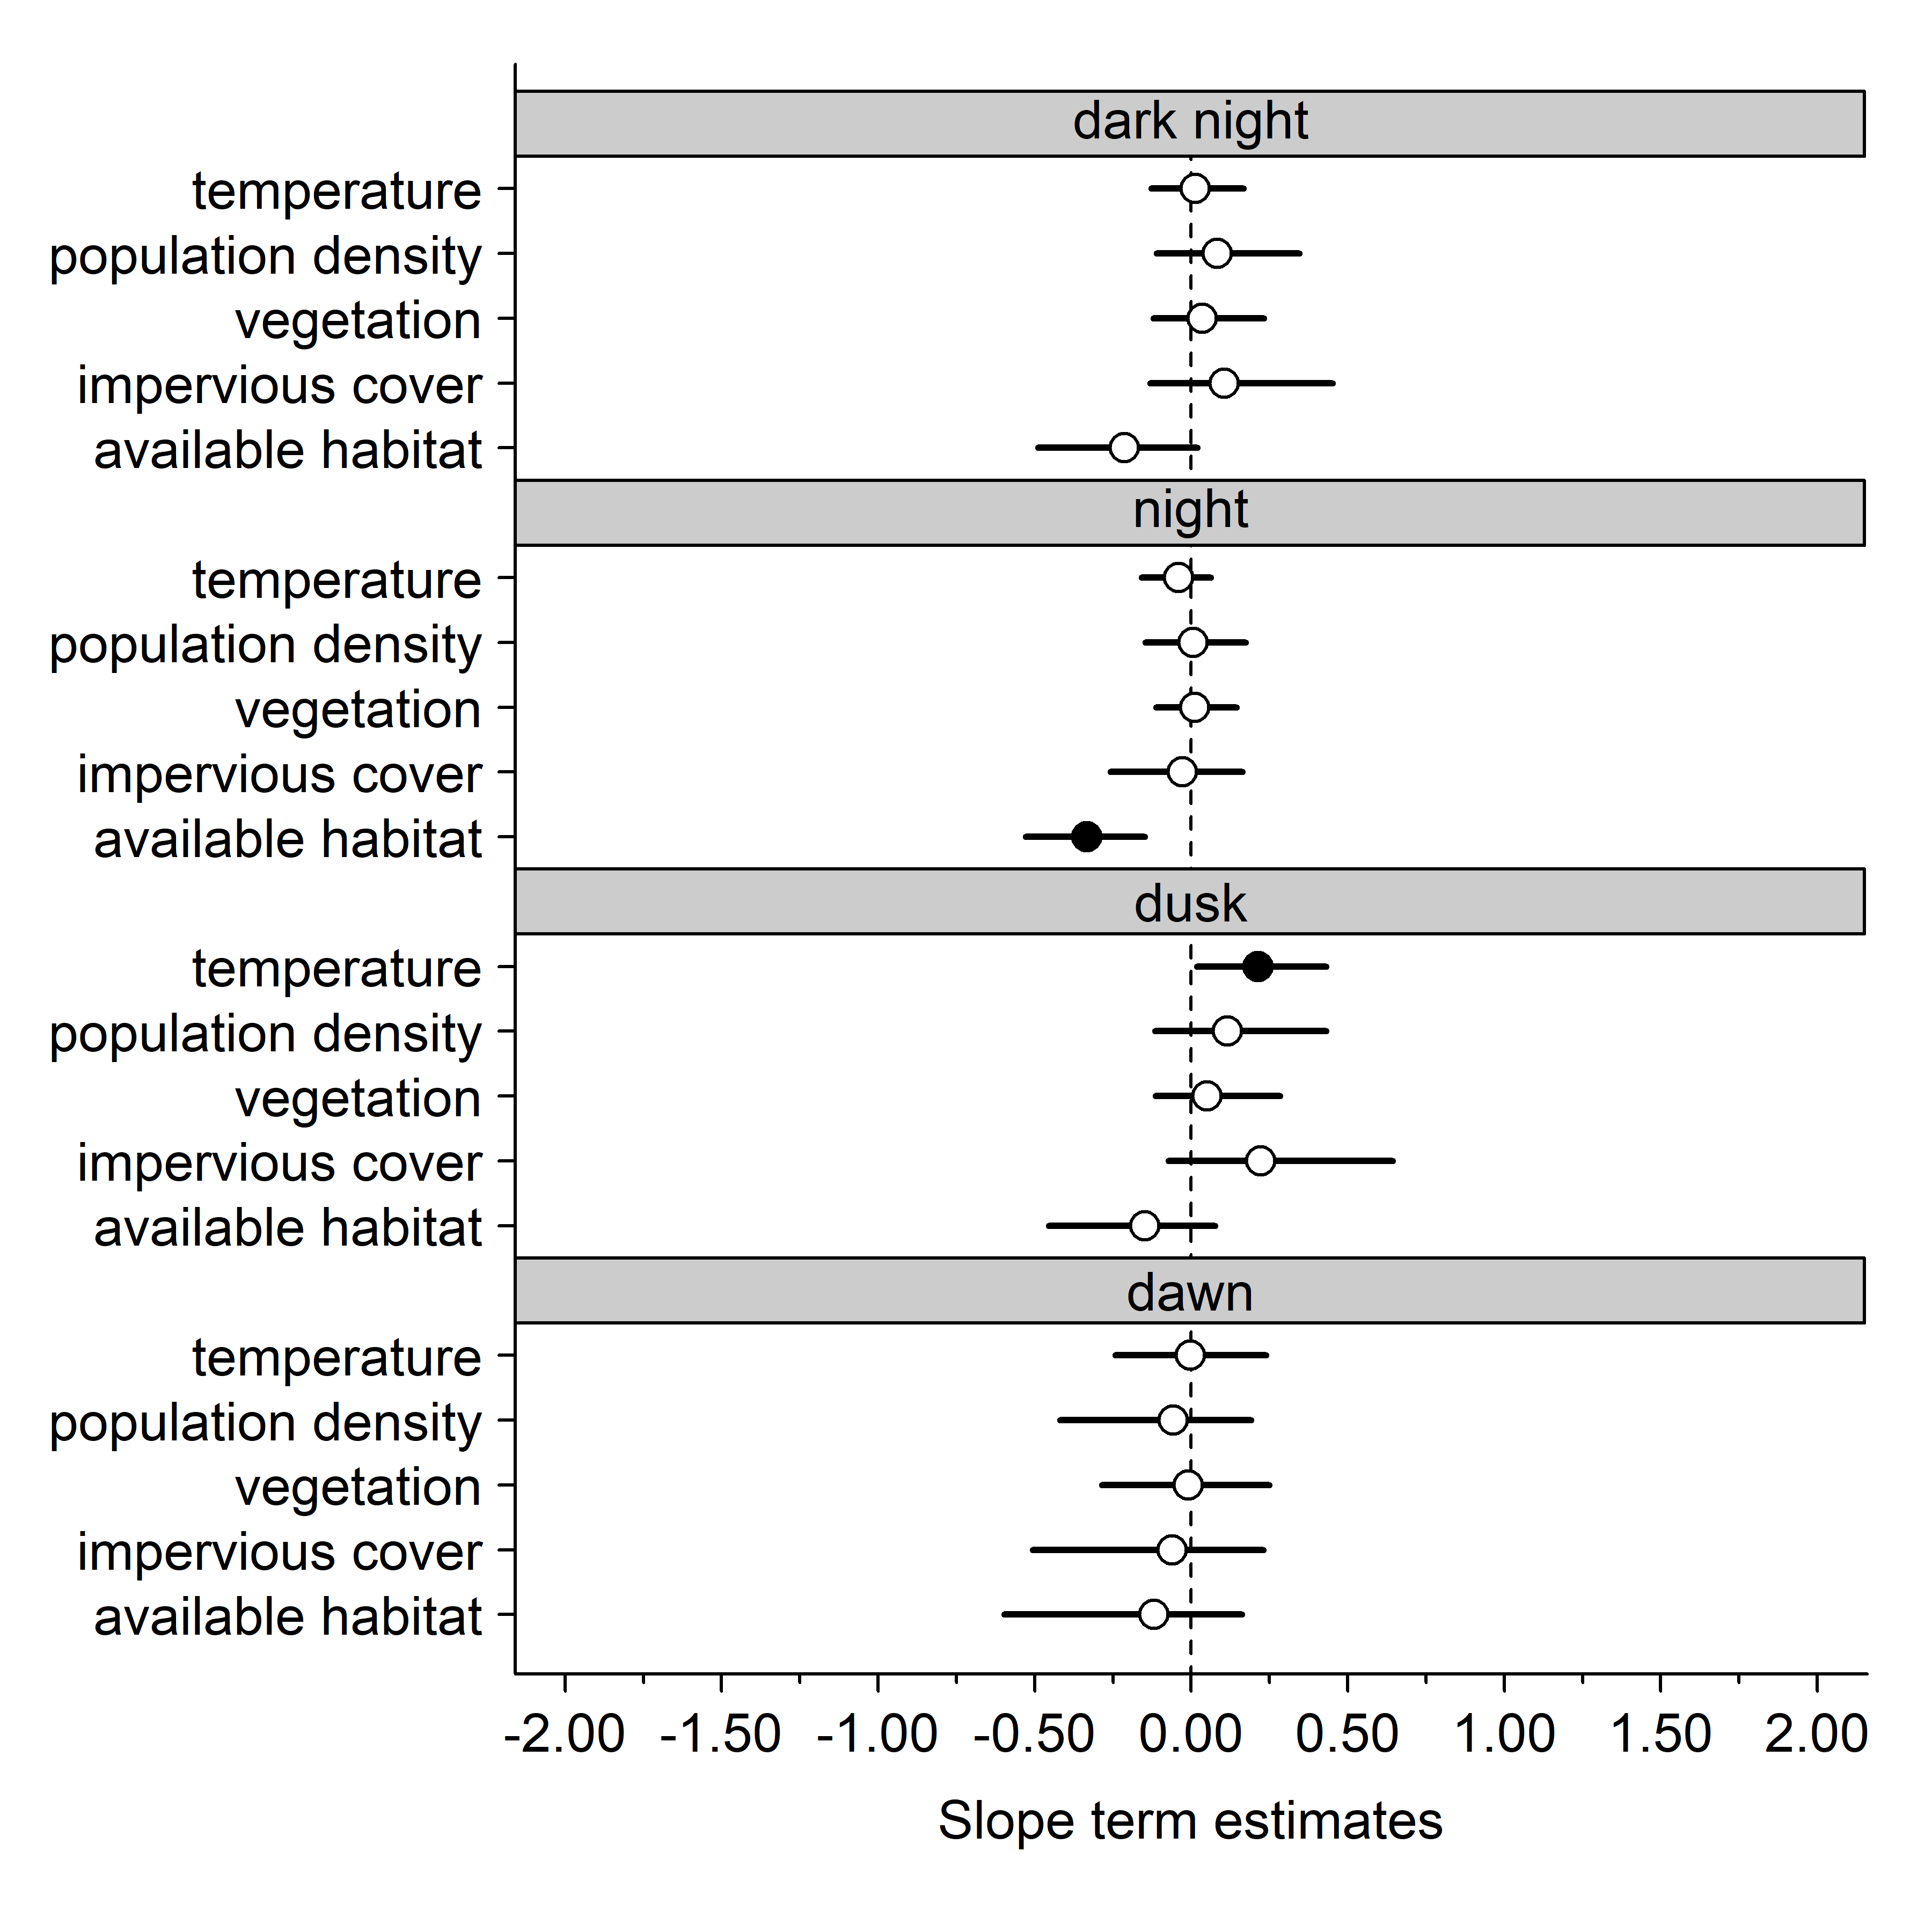 dark night
temperature
population density
vegetation
impervious cover
available habitat
night
temperature
population density
vegetation
impervious cover
available habitat
dusk
temperature
population density
vegetation
impervious cover
available habitat
dawn
temperature
population density
vegetation
impervious cover
available habitat
-2.00 -1.50 -1.00 -0.50 0.00 0.50 1.00 1.50 2.00
Slope term estimates